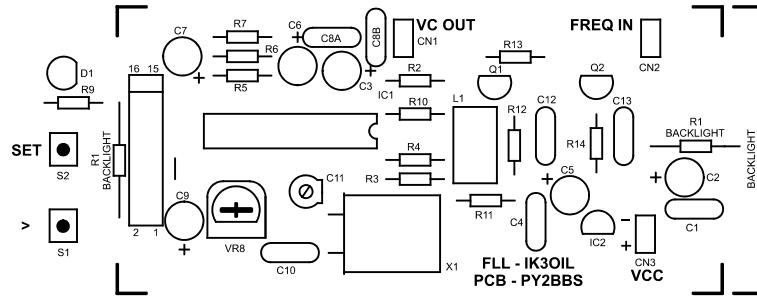 C7
R7
R6
R5
C6
C8A
C8B
C3
VC OUT
CN1
FREQ IN
CN2
R13
Q1
Q2
R2
IC1
R10
L1
R12
C12
C13
R14
R1
BACKLIGHT
BACKLIGHT
D1
R9
16 15
SET
S2
R1
BACKLIGHT
R4
R3
C11
C9
VR8
C5
C2
C1
R11
C4
IC2
>
S1
2 1
C10
X1
CN3
VCC
FLL - IK3OIL
PCB - PY2BBS